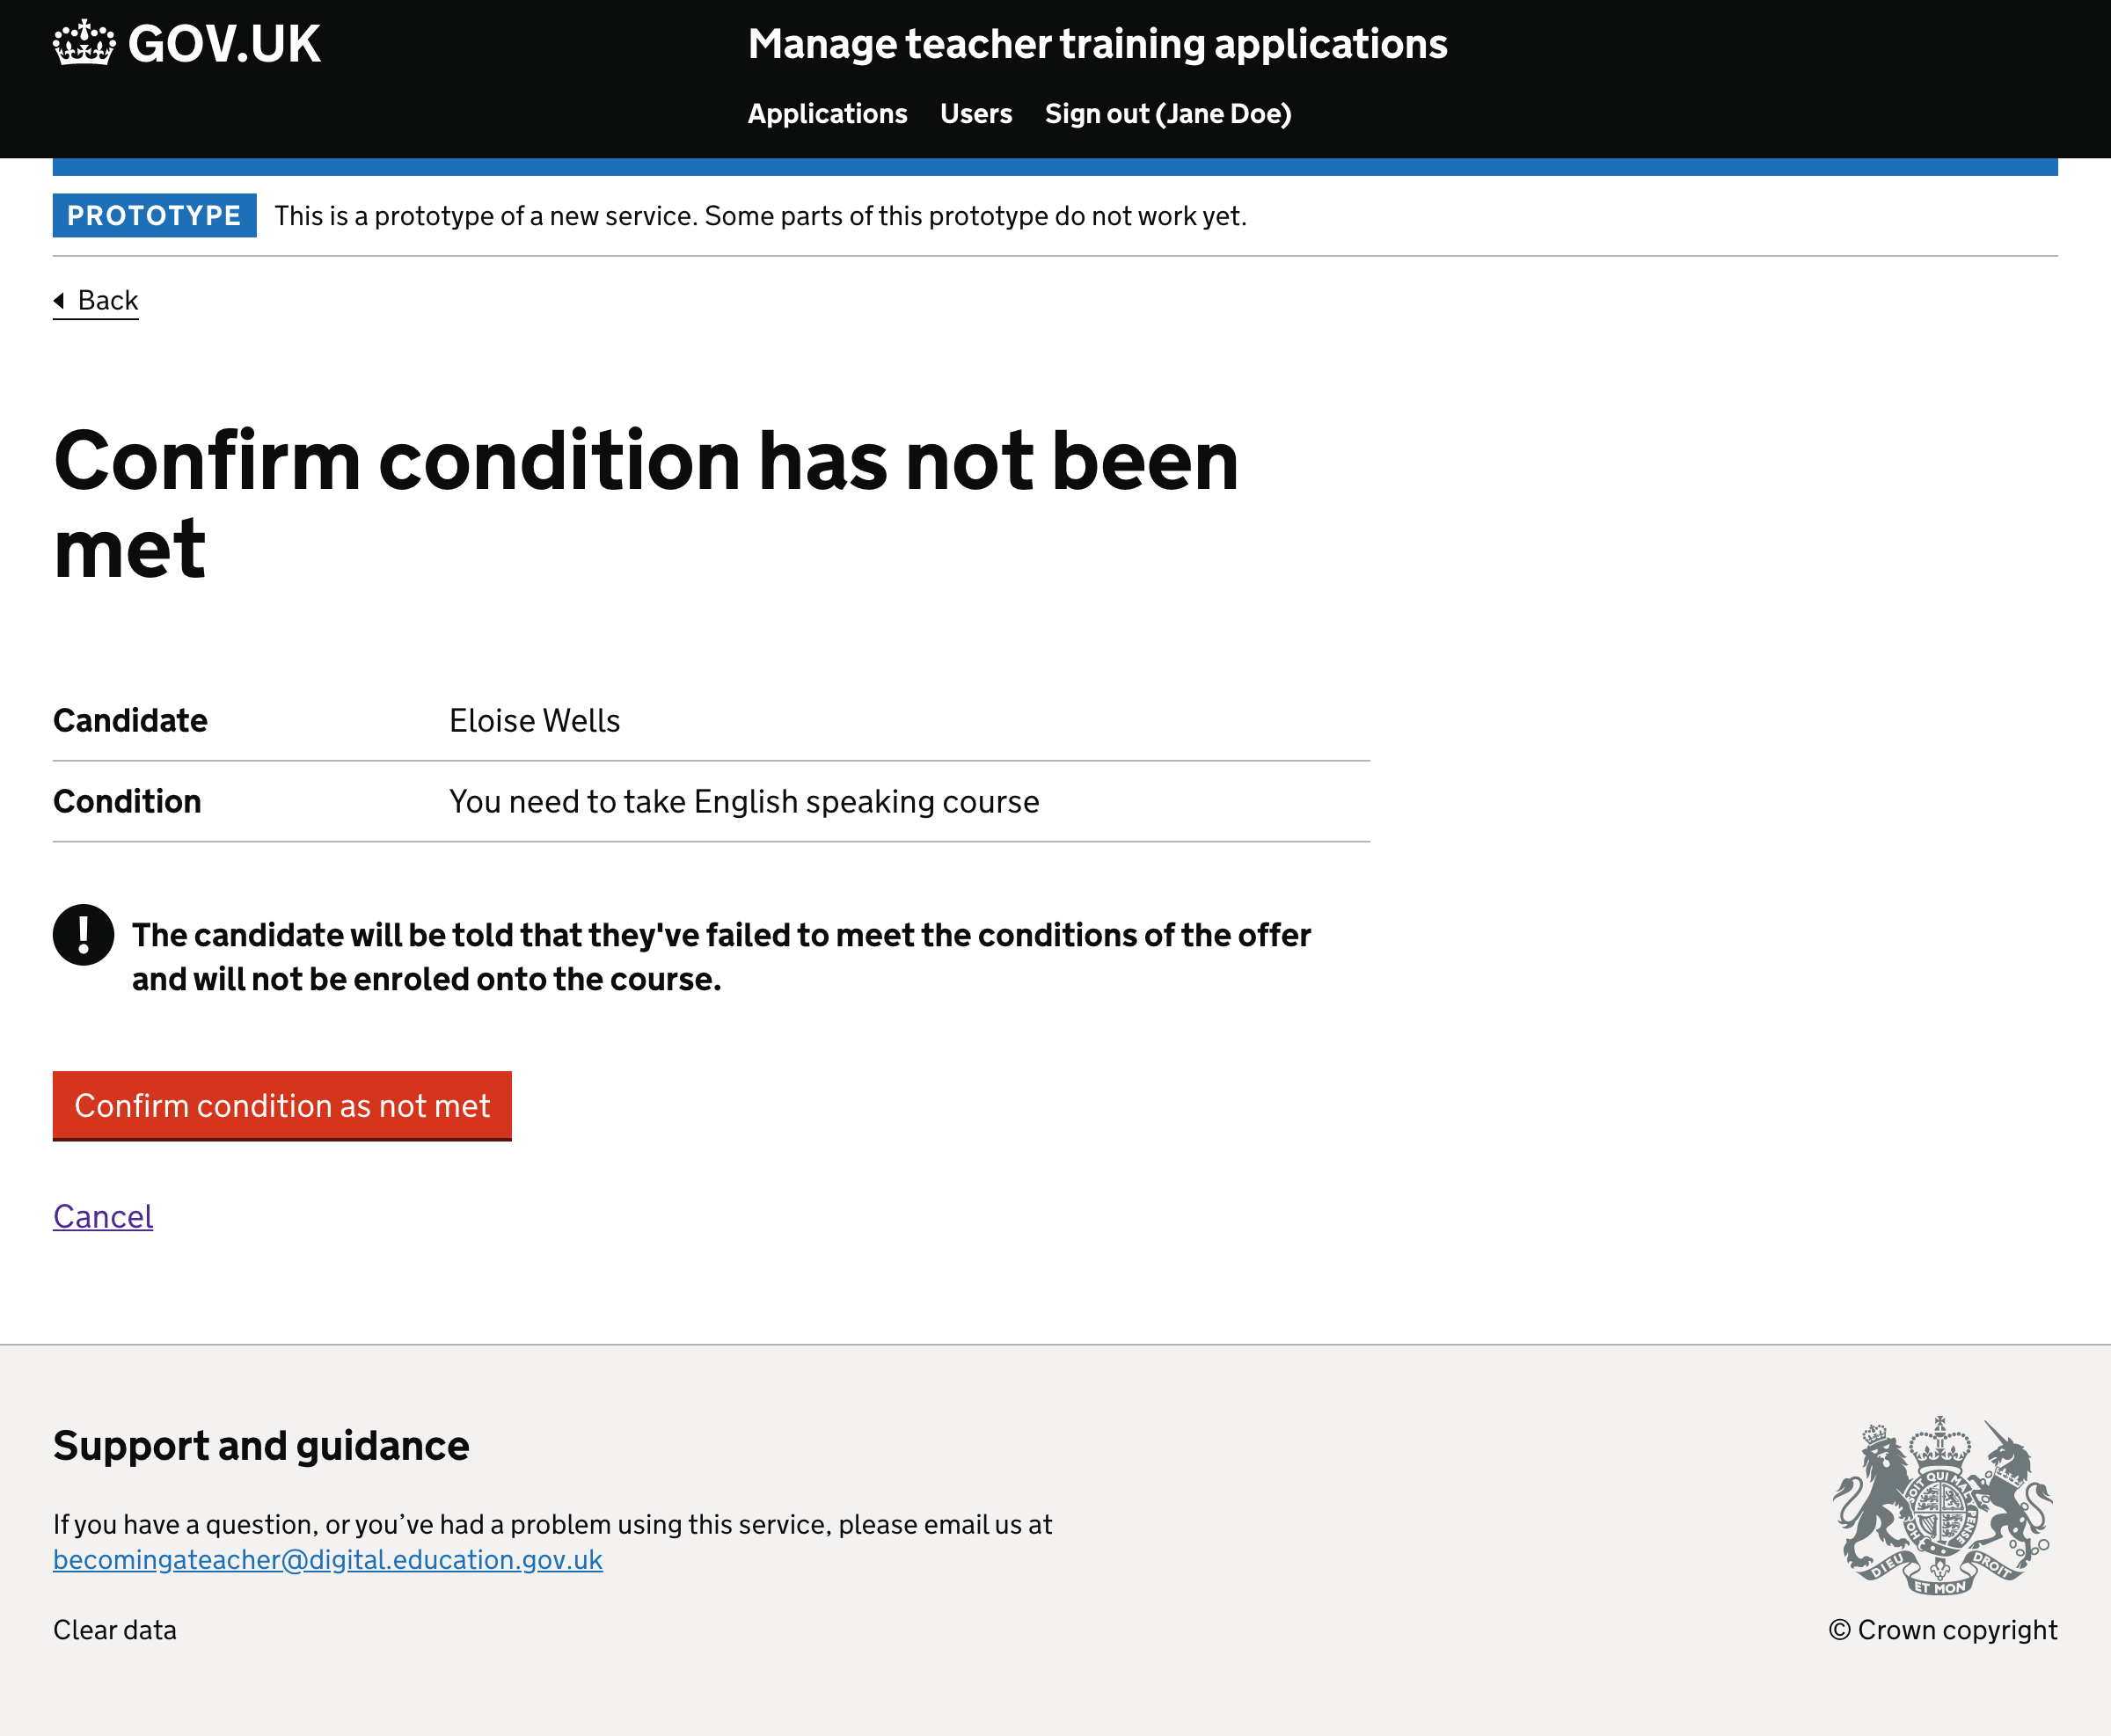 GOV.UK
Manage teacher training applications
Applications Users Sign out (Jane Doe)
PROTOTYPE This is a prototype of a new service. Some parts of this prototype do not work yet.
Back
Confirm condition has not been
met
Candidate Eloise Wells
Condition You need to take English speaking course
! The candidate will be told that they've failed to meet the conditions of the offer
and will not be enroled onto the course.
Confirm condition as not met
Cancel
Support and guidance
If you have a question, or you’ve had a problem using this service, please email us at
becomingateacher@digital.education.gov.uk
Clear data
SOIT QUI MAL Y PENSE
HON
DIEU ET MON DROIT
© Crown copyright